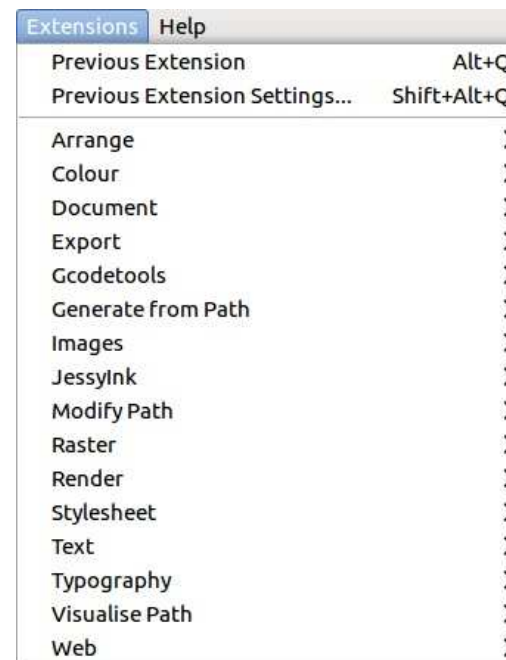 Extensions Help
Previous Extension Alt+Q
Previous Extension Settings... Shift+Alt+Q
Arrange
Colour
Document
Export
Gcodetools
Generate from Path
Images
JessyInk
Modify Path
Raster
Render
Stylesheet
Text
Typography
Visualise Path
Web